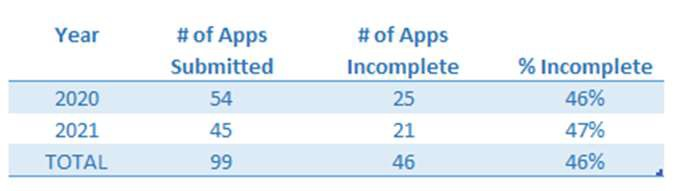 Year # of Apps # of Apps
Submitted Incomplete % Incomplete
2020 54 25 46%
2021 45 21 47%
TOTAL 99 46 46%